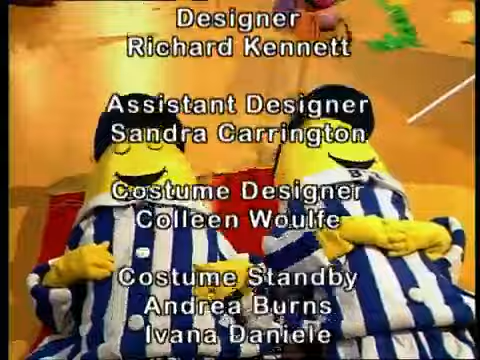 Designer
Richard Kennett
Assistant Designer
Sandra Carrington
Costume Designer
Colleen Woulfe
Costume Standby
Andrea Burns
Ivana Daniele